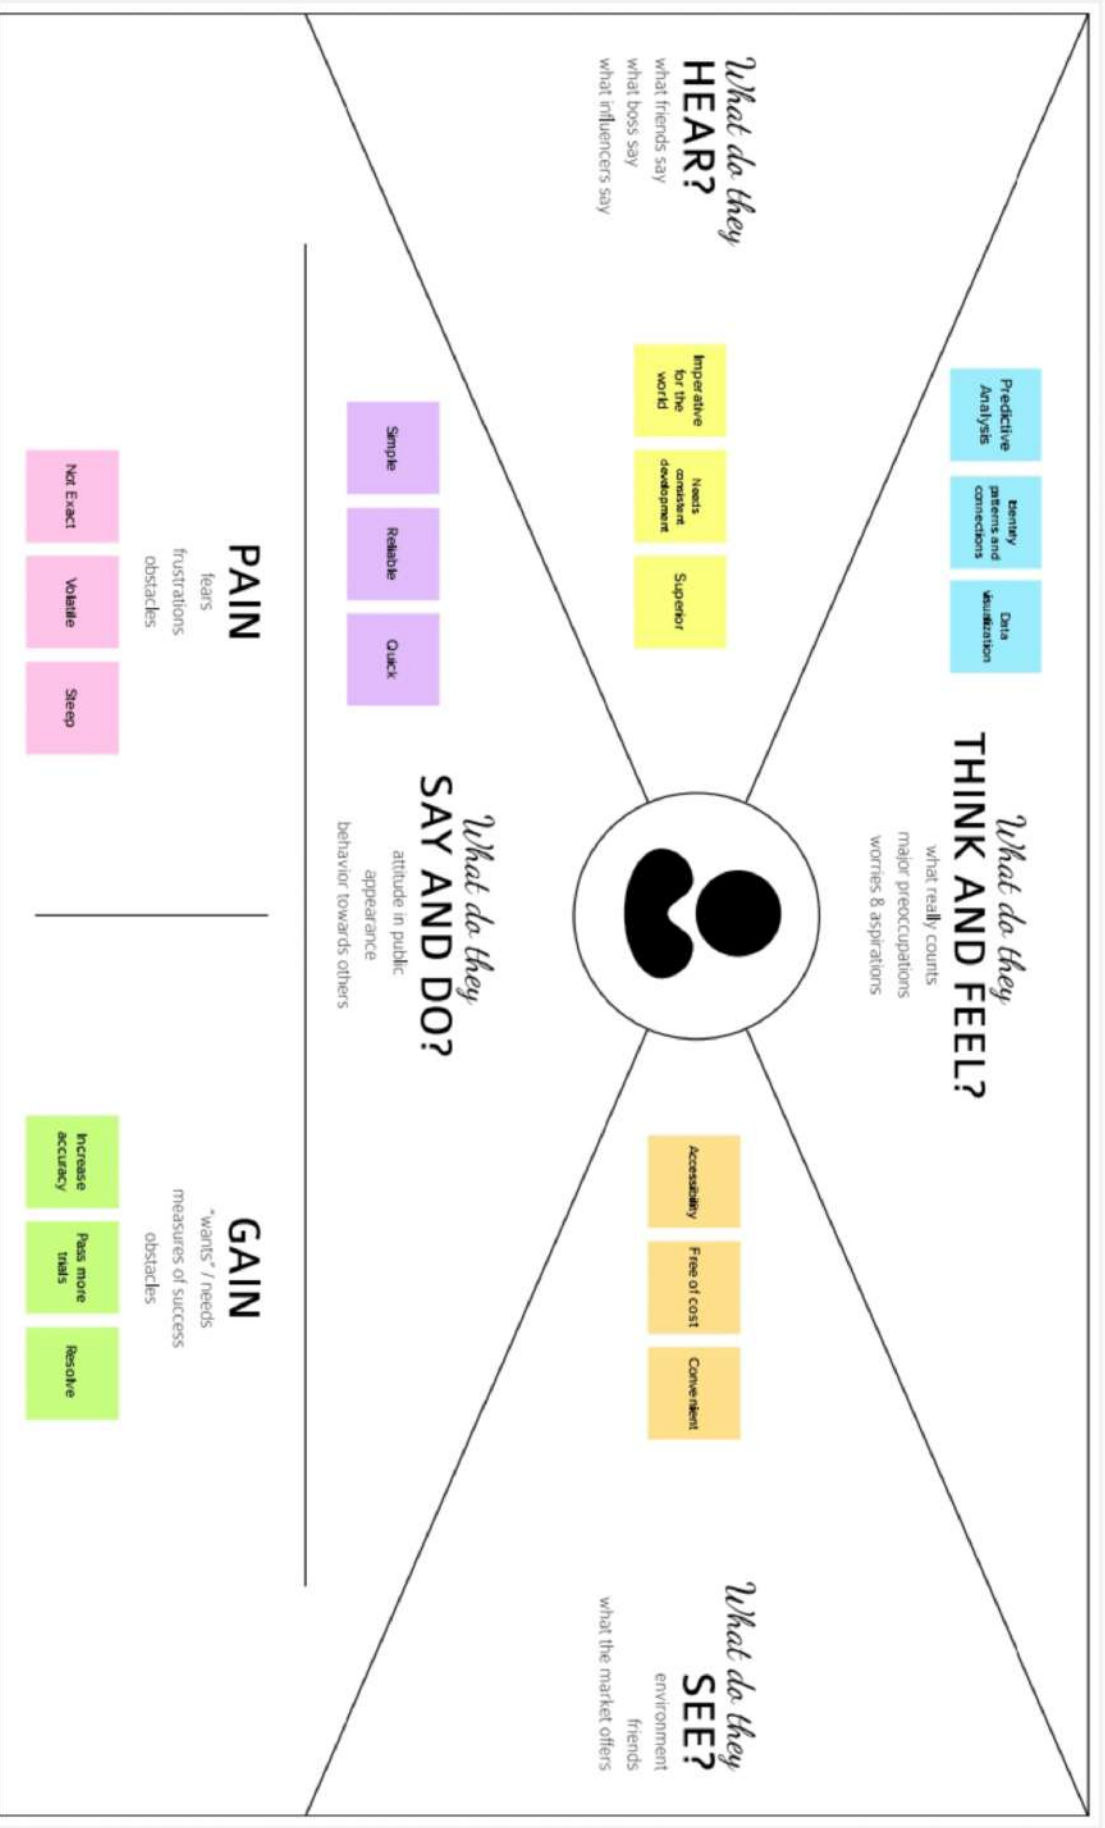 What do they
THINK AND FEEL?
what really counts
major preoccupations
worries & aspirations
Predictive
Analysis
Identify
patterns and
connections
Data
visualization
What do they
HEAR?
what friends say
what boss say
what influencers say
Imperative
for the
world
Needs
consistent
development
Superior
What do they
SEE?
environment
friends
what the market offers
Accessibility
Free of cost
Convenient
What do they
SAY AND DO?
attitude in public
appearance
behavior towards others
Simple
Reliable
Quick
PAIN
fears
frustrations
obstacles
Not Exact
Volatile
Steep
GAIN
"wants" / needs
measures of success
obstacles
Increase
accuracy
Pass more
trials
Resolve